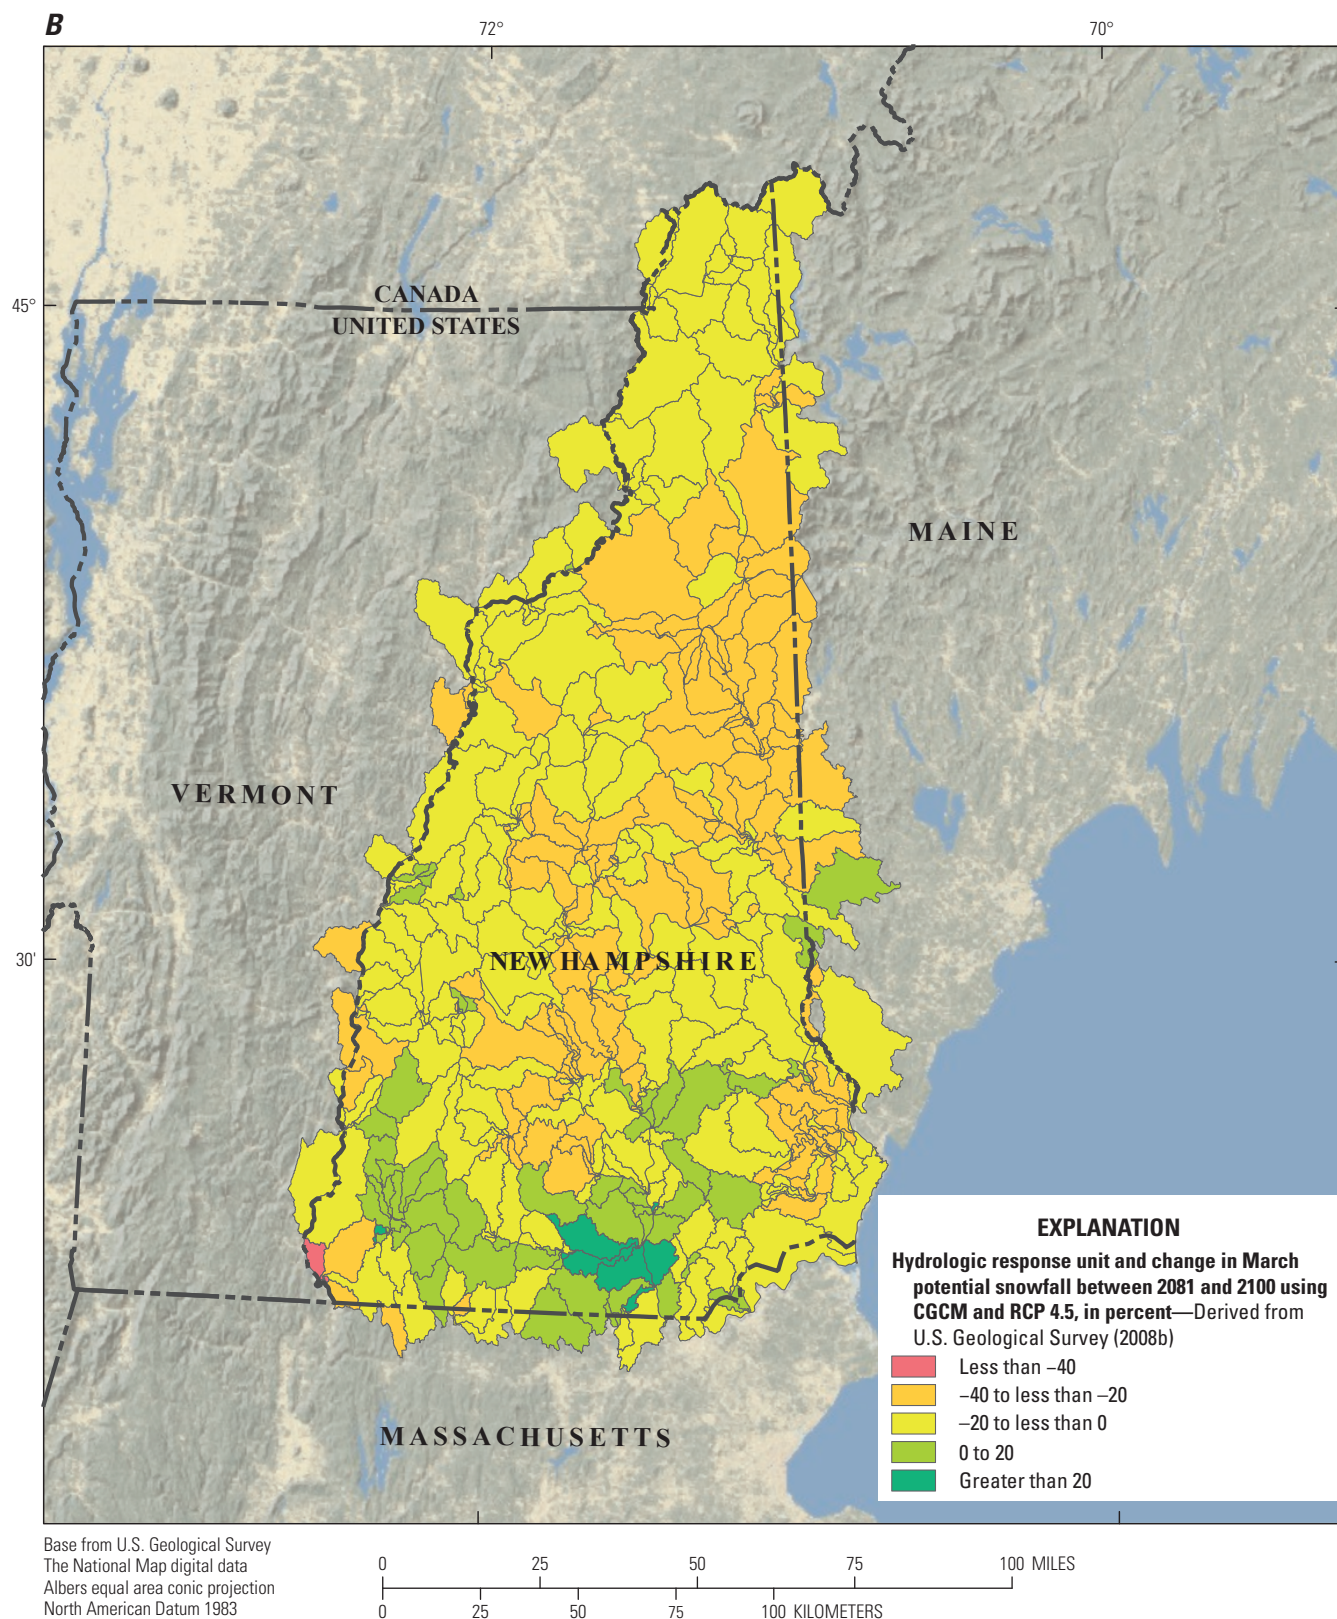 B
72°
70°
45°
CANADA
UNITED STATES
MAINE
VERMONT
30'
NEW HAMPSHIRE
MASSACHUSETTS
EXPLANATION
Hydrologic response unit and change in March
potential snowfall between 2081 and 2100 using
CGCM and RCP 4.5, in percent—Derived from
U.S. Geological Survey (2008b)
Less than −40
−40 to less than −20
−20 to less than 0
0 to 20
Greater than 20
Base from U.S. Geological Survey
The National Map digital data
Albers equal area conic projection
North American Datum 1983
0 25 50 75 100 MILES
0 25 50 75 100 KILOMETERS